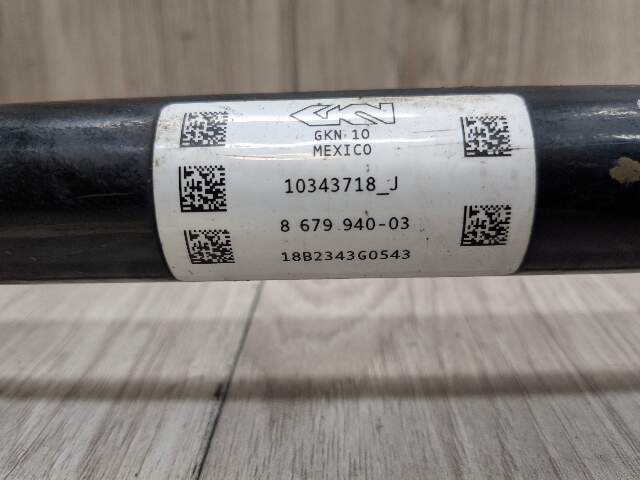 GKN
GKN 10
MEXICO
10343718_J
8 679 940-03
18B2343G0543